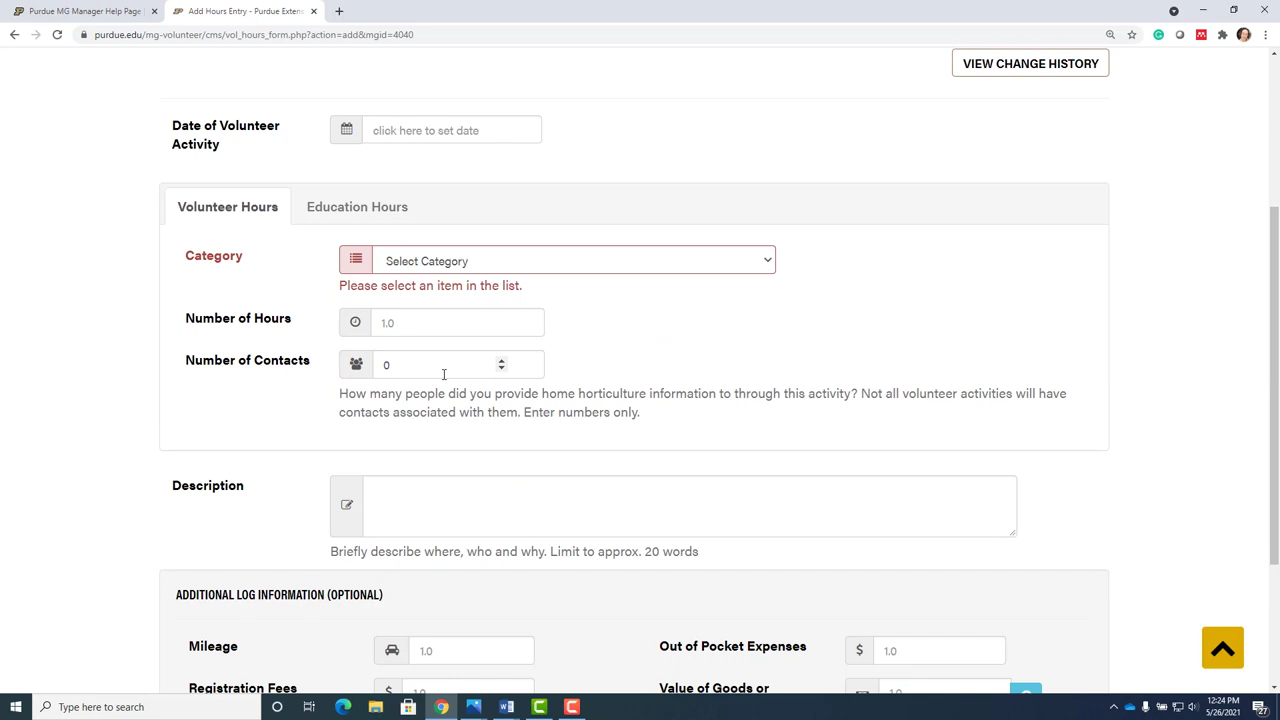 Purdue MG Manager Help Page
Add Hours Entry - Purdue Extens
purdue.edu/mg-volunteer/cms/vol_hours_form.php?action=add&mgid=4040
VIEW CHANGE HISTORY
Date of Volunteer
Activity
click here to set date
Volunteer Hours
Education Hours
Category
Select Category
Please select an item in the list.
Number of Hours
1.0
Number of Contacts
0
How many people did you provide home horticulture information to through this activity? Not all volunteer activities will have
contacts associated with them. Enter numbers only.
Description
Briefly describe where, who and why. Limit to approx. 20 words
ADDITIONAL LOG INFORMATION (OPTIONAL)
Mileage
1.0
Out of Pocket Expenses
$ 1.0
Registration Fees
$ 1.0
Value of Goods or
1.0
Type here to search
12:24 PM
5/26/2021
27